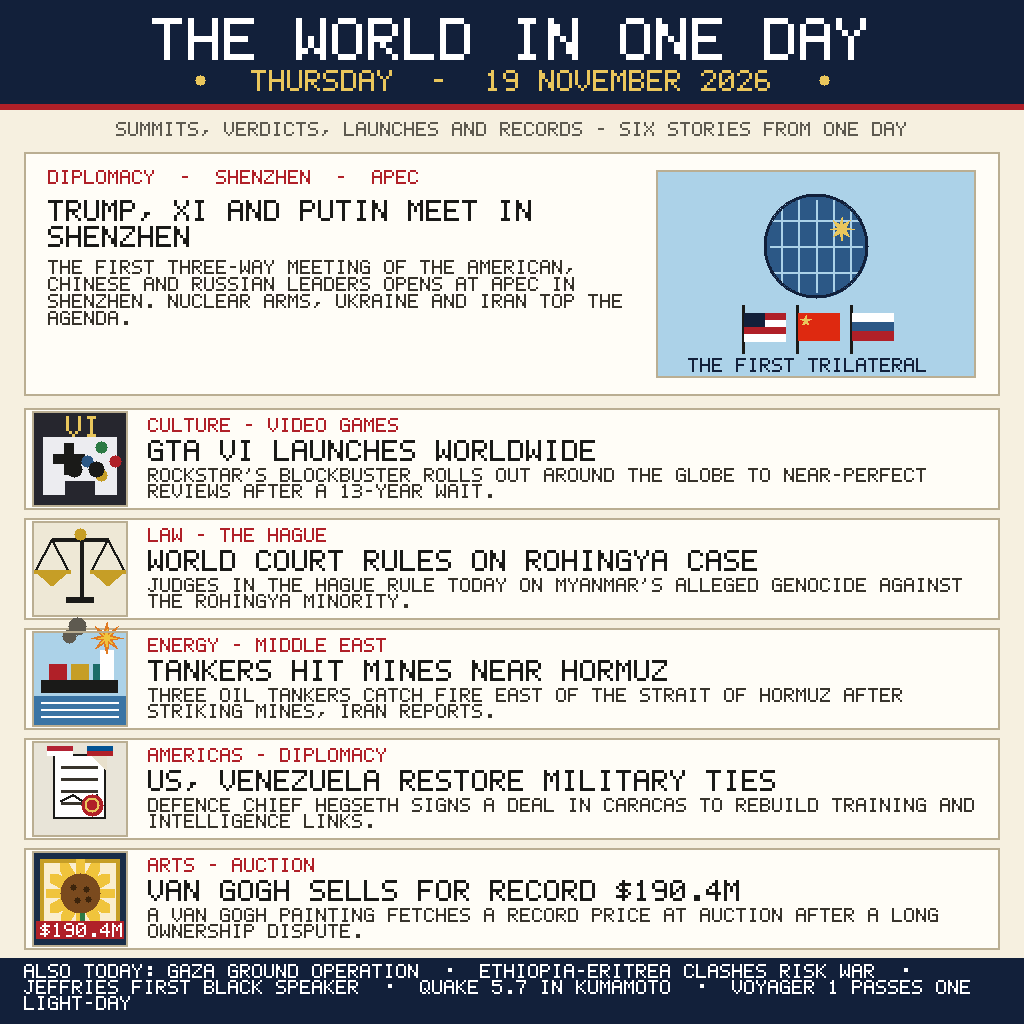 THE WORLD IN ONE DAY
• THURSDAY - 19 NOVEMBER 2026 •
SUMMITS, VERDICTS, LAUNCHES AND RECORDS - SIX STORIES FROM ONE DAY
DIPLOMACY - SHENZHEN - APEC
TRUMP, XI AND PUTIN MEET IN
SHENZHEN
THE FIRST THREE-WAY MEETING OF THE AMERICAN,
CHINESE AND RUSSIAN LEADERS OPENS AT APEC IN
SHENZHEN. NUCLEAR ARMS, UKRAINE AND IRAN TOP THE
AGENDA.
THE FIRST TRILATERAL
VI
CULTURE - VIDEO GAMES
GTA VI LAUNCHES WORLDWIDE
ROCKSTAR'S BLOCKBUSTER ROLLS OUT AROUND THE GLOBE TO NEAR-PERFECT
REVIEWS AFTER A 13-YEAR WAIT.
LAW - THE HAGUE
WORLD COURT RULES ON ROHINGYA CASE
JUDGES IN THE HAGUE RULE TODAY ON MYANMAR'S ALLEGED GENOCIDE AGAINST
THE ROHINGYA MINORITY.
ENERGY - MIDDLE EAST
TANKERS HIT MINES NEAR HORMUZ
THREE OIL TANKERS CATCH FIRE EAST OF THE STRAIT OF HORMUZ AFTER
STRIKING MINES, IRAN REPORTS.
AMERICAS - DIPLOMACY
US, VENEZUELA RESTORE MILITARY TIES
DEFENCE CHIEF HEGSETH SIGNS A DEAL IN CARACAS TO REBUILD TRAINING AND
INTELLIGENCE LINKS.
ARTS - AUCTION
VAN GOGH SELLS FOR RECORD $190.4M
A VAN GOGH PAINTING FETCHES A RECORD PRICE AT AUCTION AFTER A LONG
OWNERSHIP DISPUTE.
$190.4M
ALSO TODAY: GAZA GROUND OPERATION • ETHIOPIA-ERITREA CLASHES RISK WAR •
JEFFRIES FIRST BLACK SPEAKER • QUAKE 5.7 IN KUMAMOTO • VOYAGER 1 PASSES ONE
LIGHT-DAY